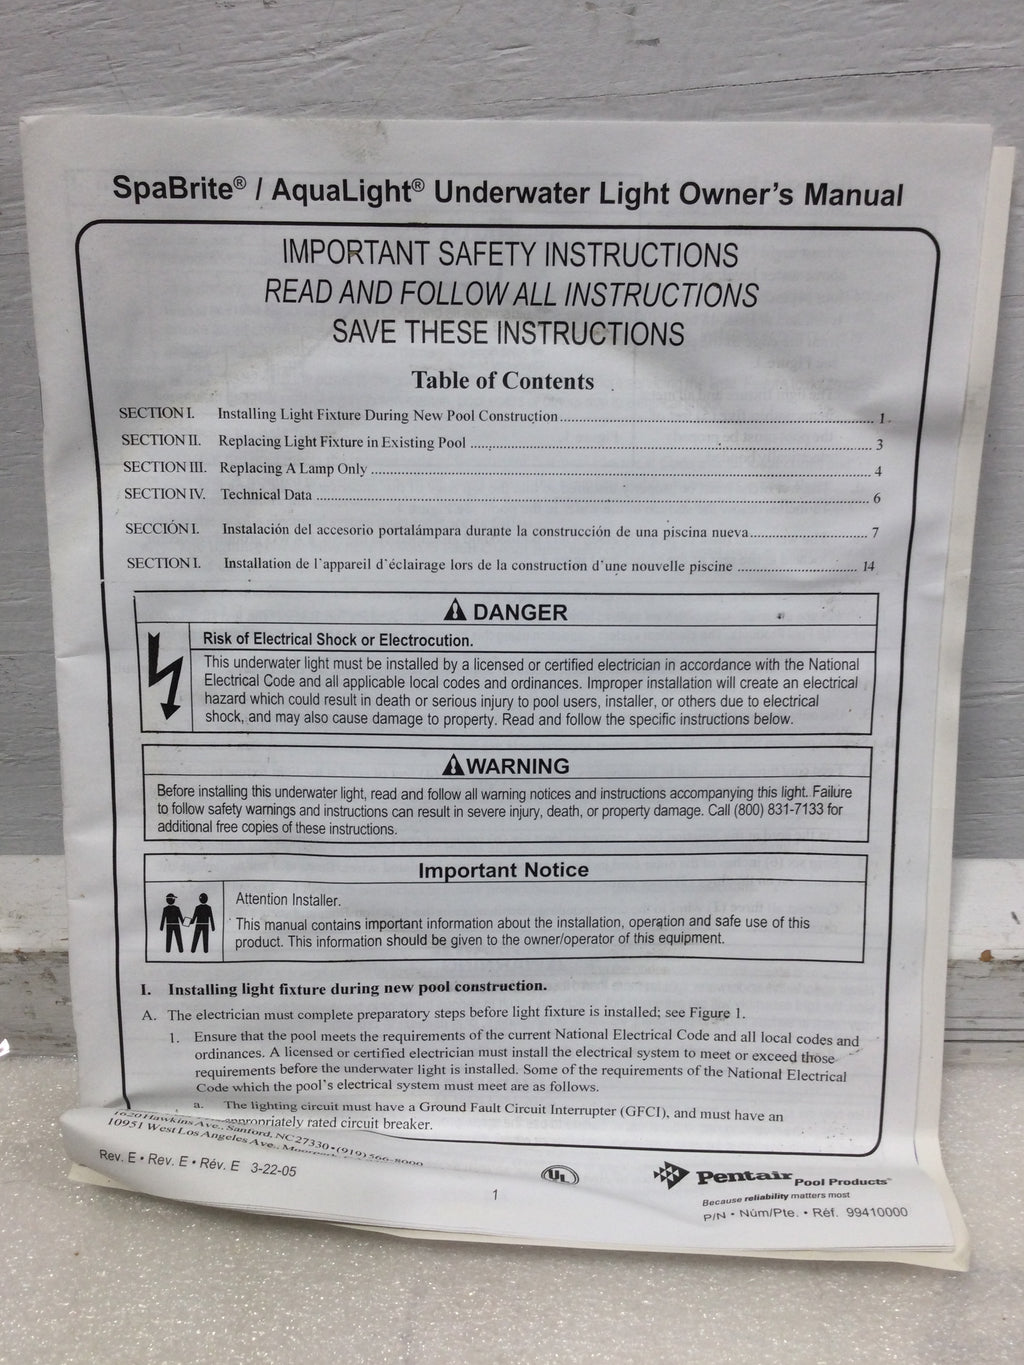 SpaBrite® / AquaLight® Underwater Light Owner's Manual
IMPORTANT SAFETY INSTRUCTIONS
READ AND FOLLOW ALL INSTRUCTIONS
SAVE THESE INSTRUCTIONS
Table of Contents
SECTION I. Installing Light Fixture During New Pool Construction 1
SECTION II. Replacing Light Fixture in Existing Pool 3
SECTION III. Replacing A Lamp Only 4
SECTION IV. Technical Data 6
SECCIÓN I. Instalación del accesorio portalámpara durante la construcción de una piscina nueva 7
SECTION I. Installation de l'appareil d'éclairage lors de la construction d'une nouvelle piscine 14
DANGER
Risk of Electrical Shock or Electrocution.
This underwater light must be installed by a licensed or certified electrician in accordance with the National
Electrical Code and all applicable local codes and ordinances. Improper installation will create an electrical
hazard which could result in death or serious injury to pool users, installer, or others due to electrical
shock, and may also cause damage to property. Read and follow the specific instructions below.
WARNING
Before installing this underwater light, read and follow all warning notices and instructions accompanying this light. Failure
to follow safety warnings and instructions can result in severe injury, death, or property damage. Call (800) 831-7133 for
additional free copies of these instructions.
Important Notice
Attention Installer.
This manual contains important information about the installation, operation and safe use of this
product. This information should be given to the owner/operator of this equipment.
I. Installing light fixture during new pool construction.
A. The electrician must complete preparatory steps before light fixture is installed; see Figure 1.
1. Ensure that the pool meets the requirements of the current National Electrical Code and all local codes and
ordinances. A licensed or certified electrician must install the electrical system to meet or exceed those
requirements before the underwater light is installed. Some of the requirements of the National Electrical
Code which the pool's electrical system must meet are as follows.
a. The lighting circuit must have a Ground Fault Circuit Interrupter (GFCI), and must have an
appropriately rated circuit breaker.
1620 Hawkins Ave., Sanford, NC 27330 • (919) 566-8000
10951 West Los Angeles Ave.,
Rev. E • Rev. E • Rév. E 3-22-05
1
UL
Pentair Pool Products®
Because reliability matters most
P/N • Núm/Pte. • Réf. 99410000